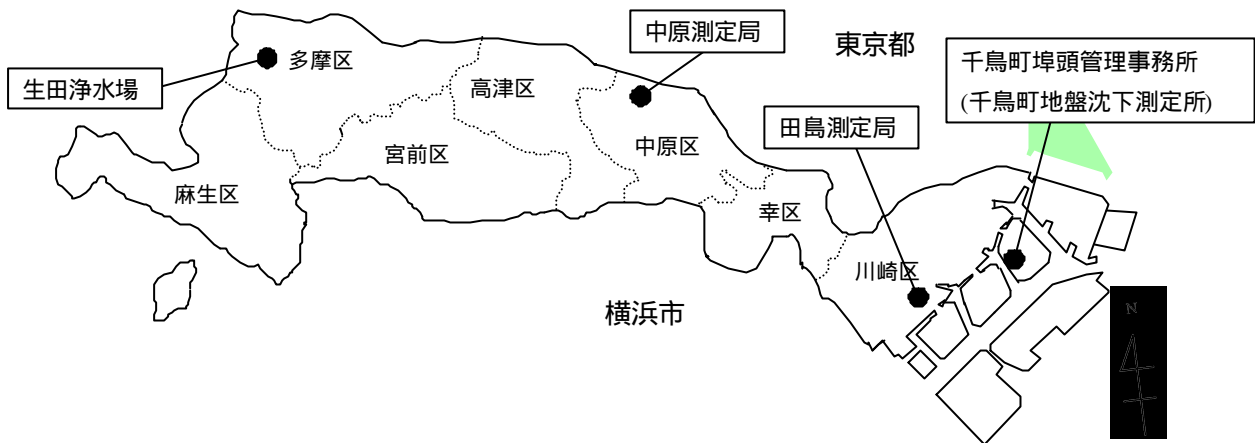 中原測定局
東京都
千鳥町埠頭管理事務所
(千鳥町地盤沈下測定所)
生田浄水場
多摩区
高津区
田島測定局
中原区
宮前区
麻生区
幸区
川崎区
横浜市
N